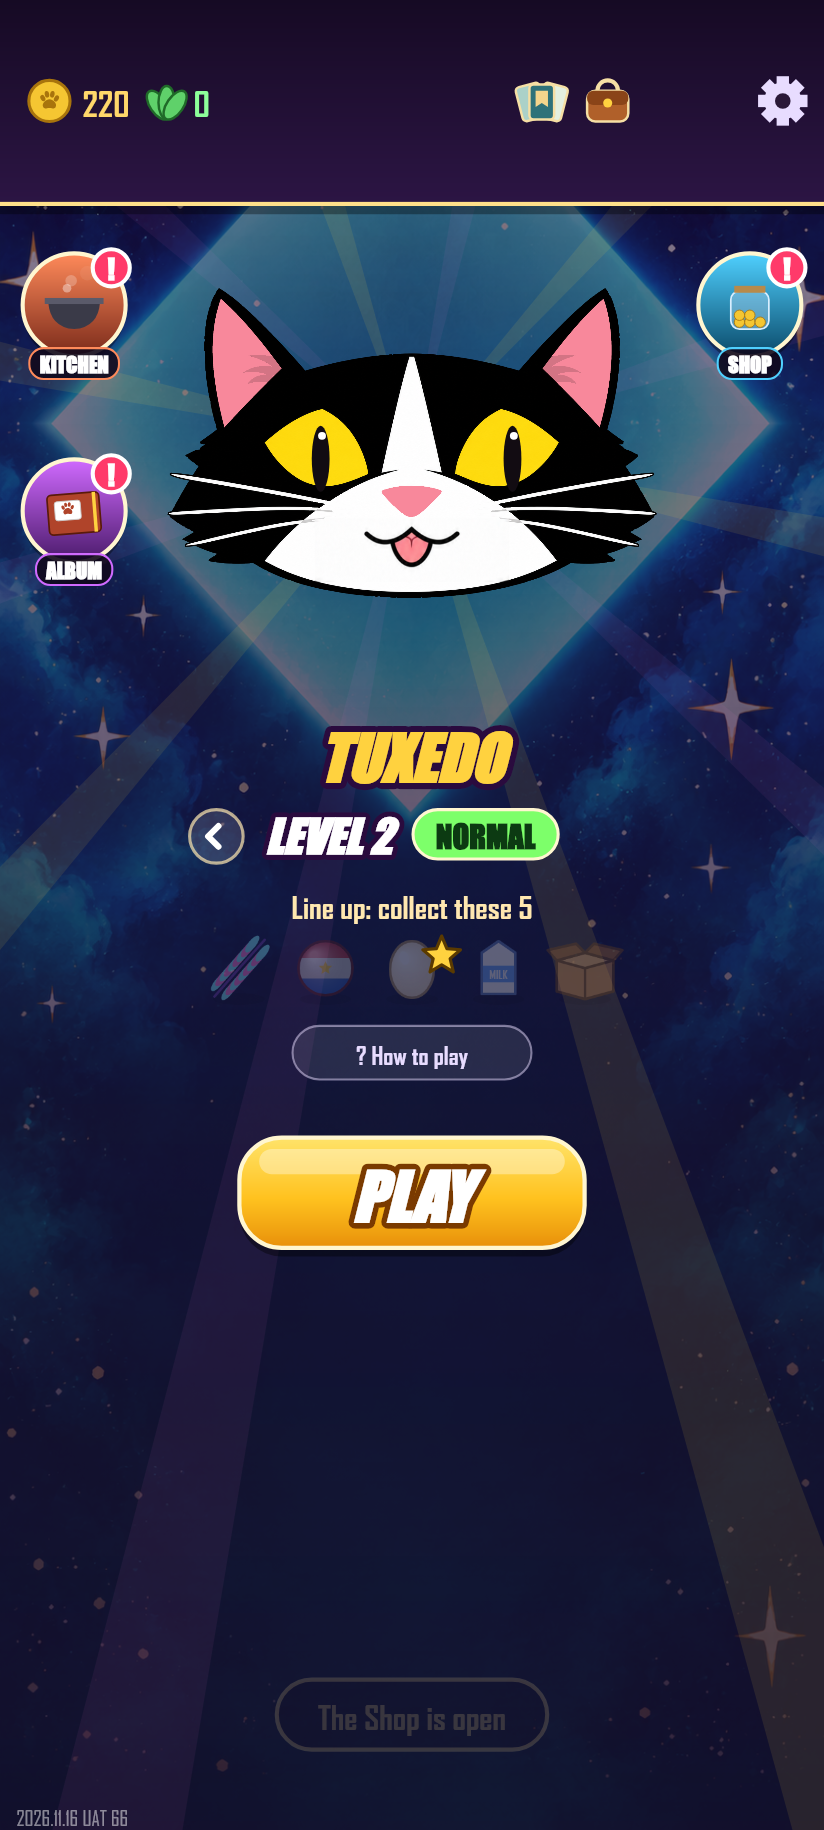 220 0
!
!
KITCHEN
SHOP
!
ALBUM
TUXEDO
LEVEL 2 NORMAL
Line up: collect these 5
MILK
? How to play
PLAY
The Shop is open
2026.11.16 UAT 66